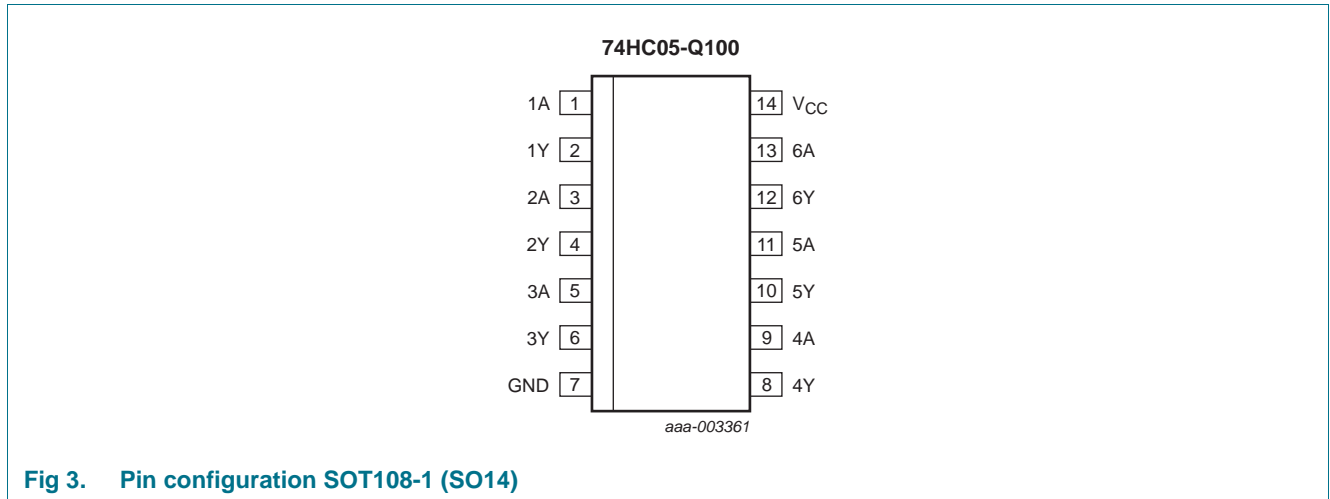 74HC05-Q100
1A 1 14 VCC
1Y 2 13 6A
2A 3 12 6Y
2Y 4 11 5A
3A 5 10 5Y
3Y 6 9 4A
GND 7 8 4Y
aaa-003361
Fig 3. Pin configuration SOT108-1 (SO14)